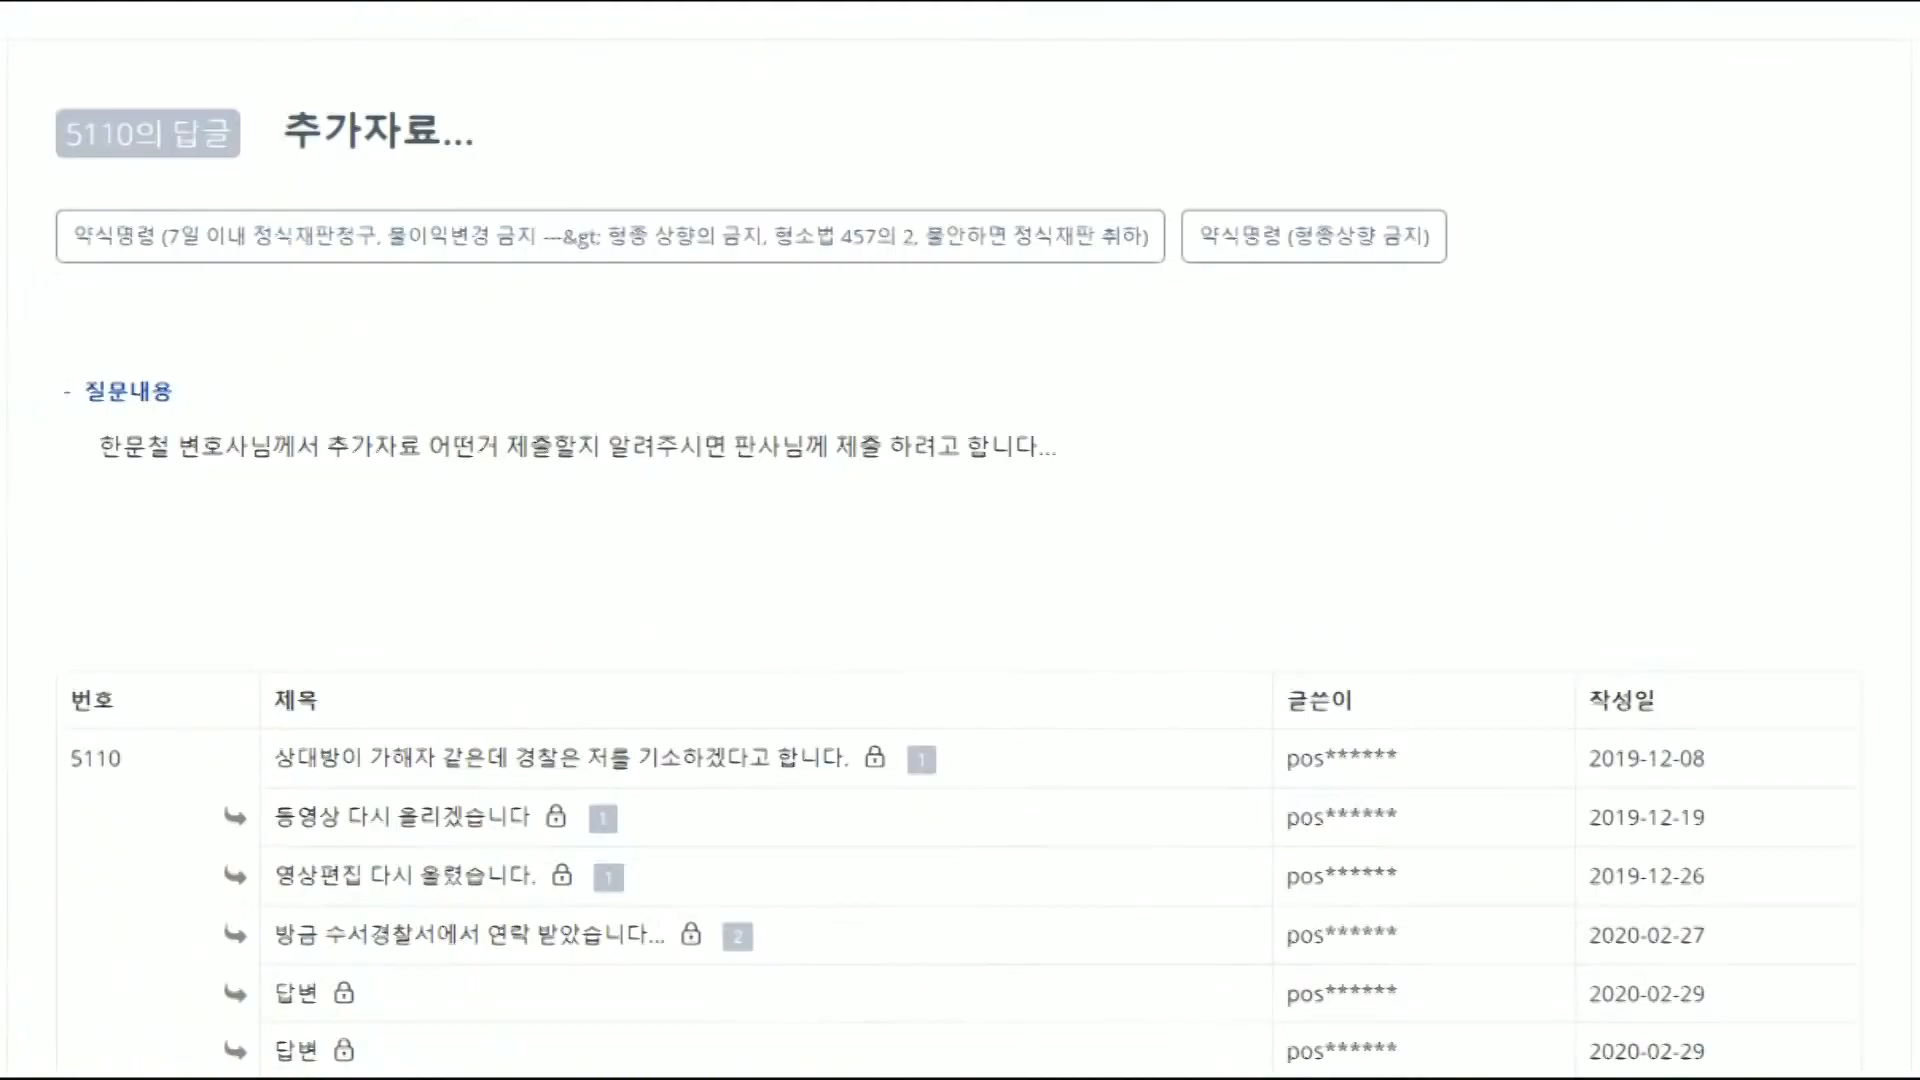 5110의 답글 추가자료...
약식명령 (7일 이내 정식재판청구, 불이익변경 금지 ---&gt; 형종 상향의 금지, 형소법 457의 2, 불안하면 정식재판 취하) 약식명령 (형종상향 금지)
- 질문내용
한문철 변호사님께서 추가자료 어떤거 제출할지 알려주시면 판사님께 제출 하려고 합니다...
번호 제목 글쓴이 작성일
5110 상대방이 가해자 같은데 경찰은 저를 기소하겠다고 합니다. 1 pos****** 2019-12-08
동영상 다시 올리겠습니다 1 pos****** 2019-12-19
영상편집 다시 올렸습니다. 1 pos****** 2019-12-26
방금 수서경찰서에서 연락 받았습니다... 2 pos****** 2020-02-27
답변 pos****** 2020-02-29
답변 pos****** 2020-02-29